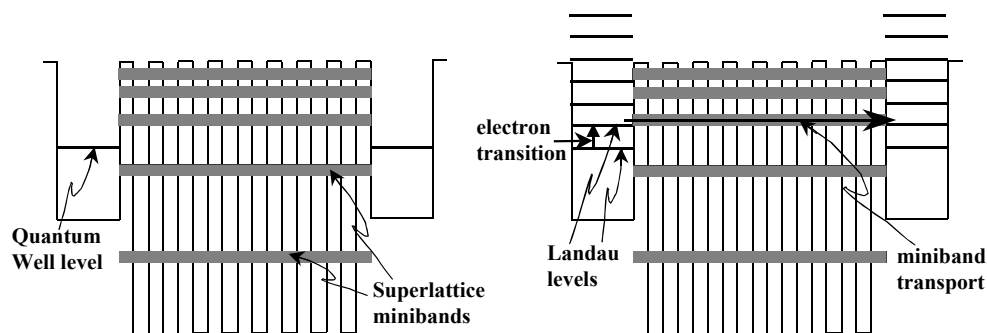 Quantum
Well level
Superlattice
minibands
electron
transition
Landau
levels
miniband
transport